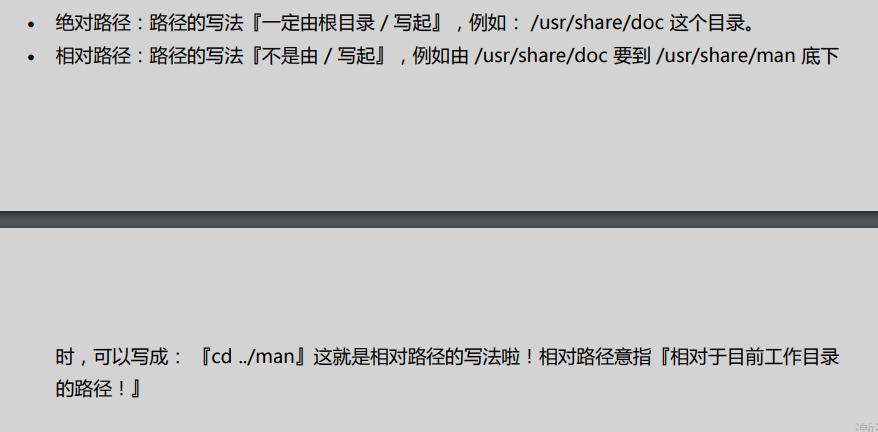 • 绝对路径：路径的写法『一定由根目录 / 写起』，例如： /usr/share/doc 这个目录。
• 相对路径：路径的写法『不是由 / 写起』，例如由 /usr/share/doc 要到 /usr/share/man 底下
时，可以写成： 『cd ../man』这就是相对路径的写法啦！相对路径意指『相对于目前工作目录
的路径！』